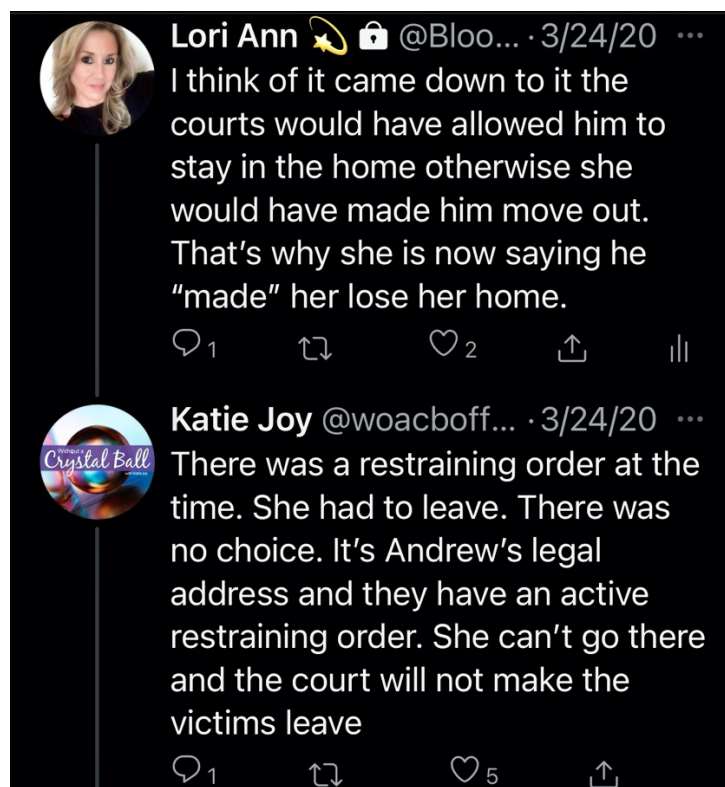 Lori Ann 💫 🔒 @Bloo... · 3/24/20 ...
I think of it came down to it the
courts would have allowed him to
stay in the home otherwise she
would have made him move out.
That's why she is now saying he
“made” her lose her home.
1 2
Without a
Crystal Ball
Katie Joy @woacboff... · 3/24/20 ...
There was a restraining order at the
time. She had to leave. There was
no choice. It's Andrew's legal
address and they have an active
restraining order. She can't go there
and the court will not make the
victims leave
1 5